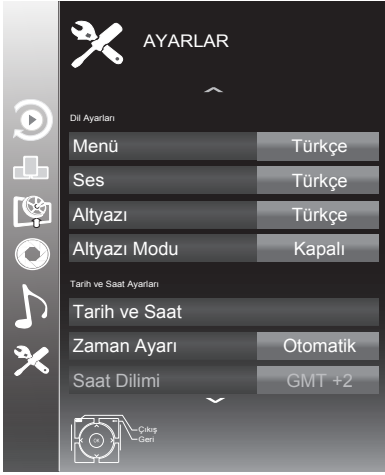 AYARLAR
Dil Ayarları
Menü Türkçe
Ses Türkçe
Altyazı Türkçe
Altyazı Modu Kapalı
Tarih ve Saat Ayarları
Tarih ve Saat
Zaman Ayarı Otomatik
Saat Dilimi GMT +2
OK
Çıkış
Geri